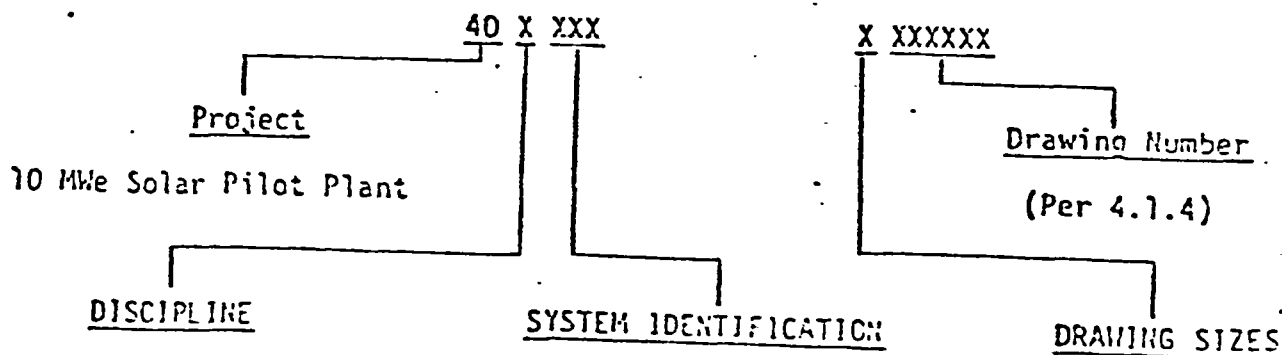 40 X XXX X XXXXXX
Project
Drawing Number
10 MWe Solar Pilot Plant
(Per 4.1.4)
DISCIPLINE
SYSTEM IDENTIFICATION
DRAWING SIZES